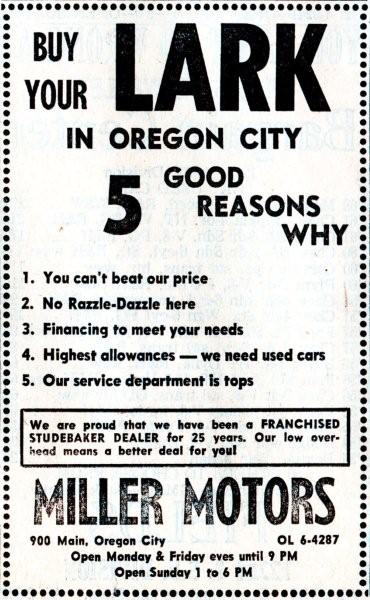 BUY YOUR LARK
IN OREGON CITY
5 GOOD REASONS WHY
1. You can't beat our price
2. No Razzle-Dazzle here
3. Financing to meet your needs
4. Highest allowances — we need used cars
5. Our service department is tops
We are proud that we have been a FRANCHISED
STUDEBAKER DEALER for 25 years. Our low over-
head means a better deal for you!
MILLER MOTORS
900 Main, Oregon City OL 6-4287
Open Monday & Friday eves until 9 PM
Open Sunday 1 to 6 PM